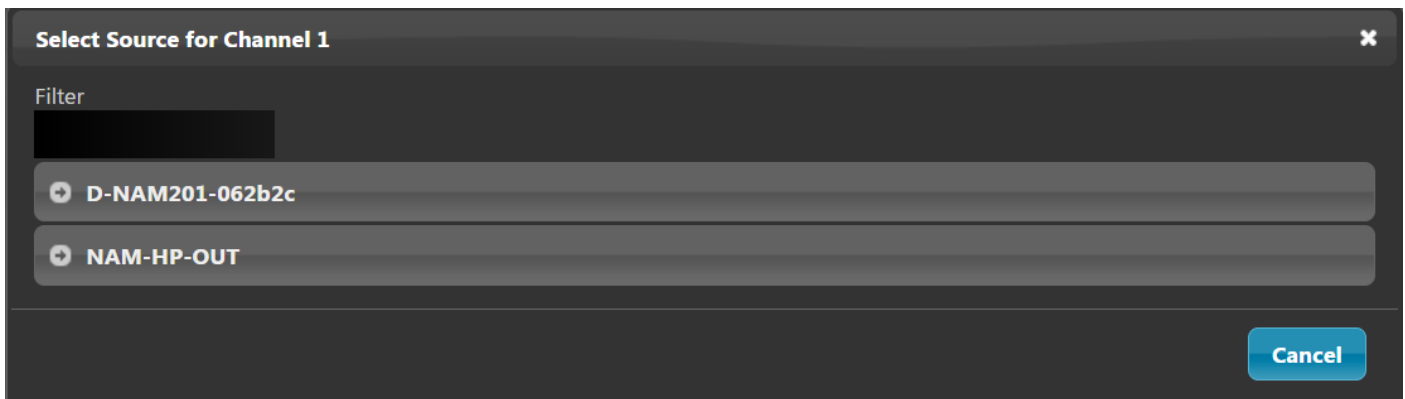 Select Source for Channel 1
Filter
D-NAM201-062b2c
NAM-HP-OUT
Cancel